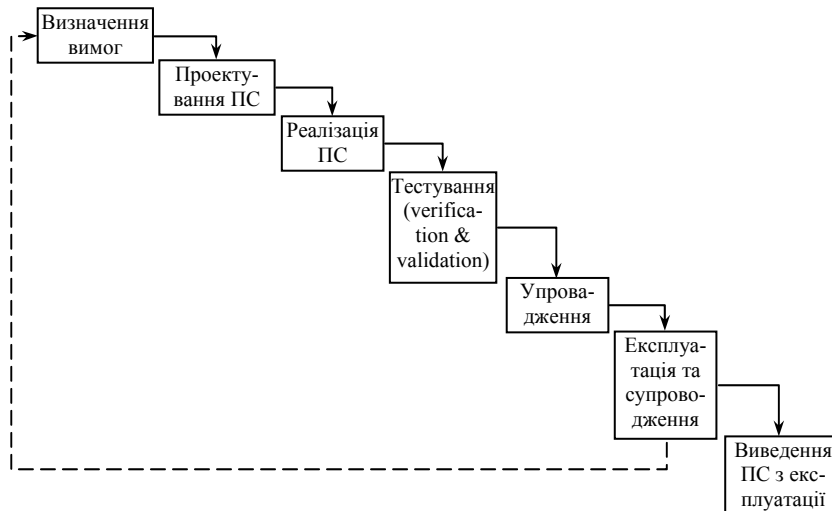 Визначення
вимог
Проекту-
вання ПС
Реалізація
ПС
Тестування
(verifica-
tion &
validation)
Упрова-
дження
Експлуа-
тація та
супрово-
дження
Виведення
ПС з екс-
плуатації